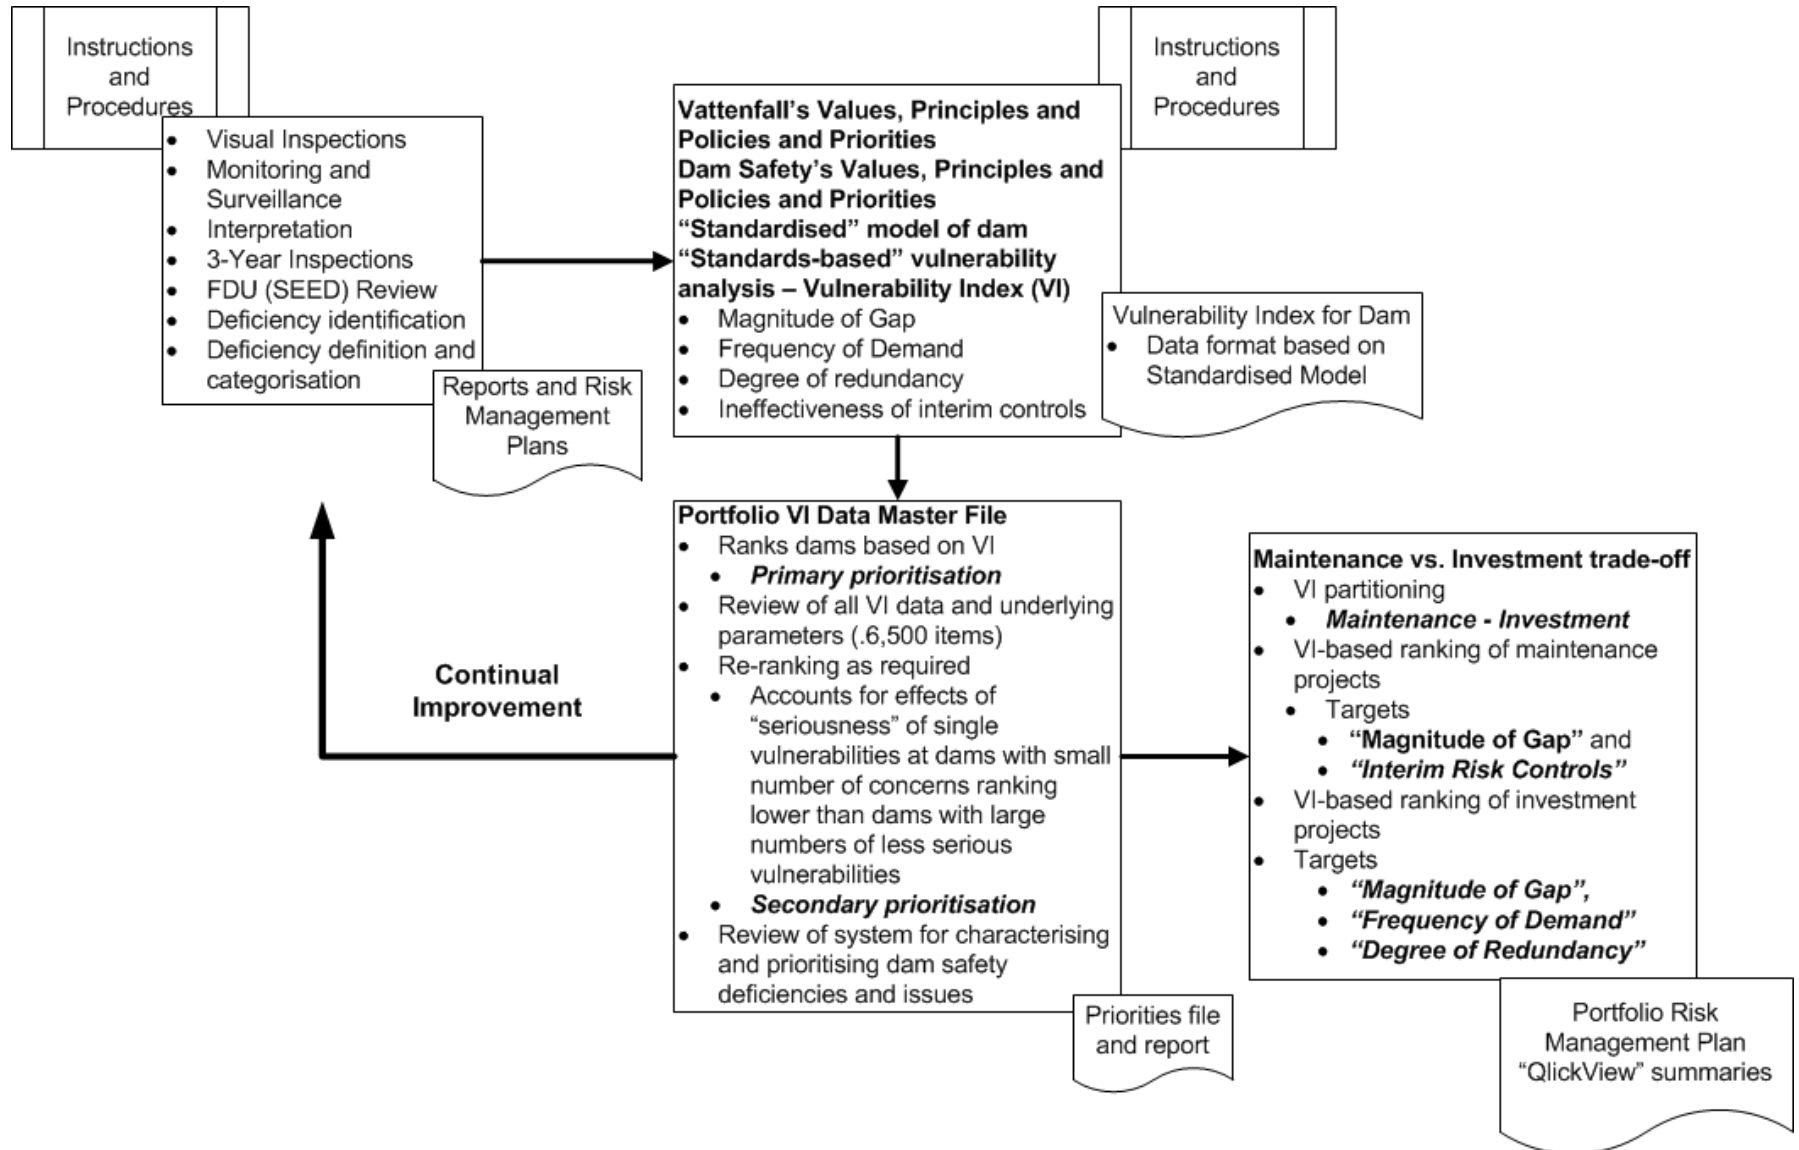 Instructions
and
Procedures
• Visual Inspections
• Monitoring and
Surveillance
• Interpretation
• 3-Year Inspections
• FDU (SEED) Review
• Deficiency identification
• Deficiency definition and
categorisation
Reports and Risk
Management
Plans
Instructions
and
Procedures
Vattenfall’s Values, Principles and
Policies and Priorities
Dam Safety’s Values, Principles and
Policies and Priorities
“Standardised” model of dam
“Standards-based” vulnerability
analysis – Vulnerability Index (VI)
• Magnitude of Gap
• Frequency of Demand
• Degree of redundancy
• Ineffectiveness of interim controls
Vulnerability Index for Dam
• Data format based on
Standardised Model
Continual
Improvement
Portfolio VI Data Master File
• Ranks dams based on VI
• Primary prioritisation
• Review of all VI data and underlying
parameters (.6,500 items)
• Re-ranking as required
• Accounts for effects of
“seriousness” of single
vulnerabilities at dams with small
number of concerns ranking
lower than dams with large
numbers of less serious
vulnerabilities
• Secondary prioritisation
• Review of system for characterising
and prioritising dam safety
deficiencies and issues
Priorities file
and report
Maintenance vs. Investment trade-off
• VI partitioning
• Maintenance - Investment
• VI-based ranking of maintenance
projects
• Targets
• “Magnitude of Gap” and
• “Interim Risk Controls”
• VI-based ranking of investment
projects
• Targets
• “Magnitude of Gap”,
• “Frequency of Demand”
• “Degree of Redundancy”
Portfolio Risk
Management Plan
“QlickView” summaries